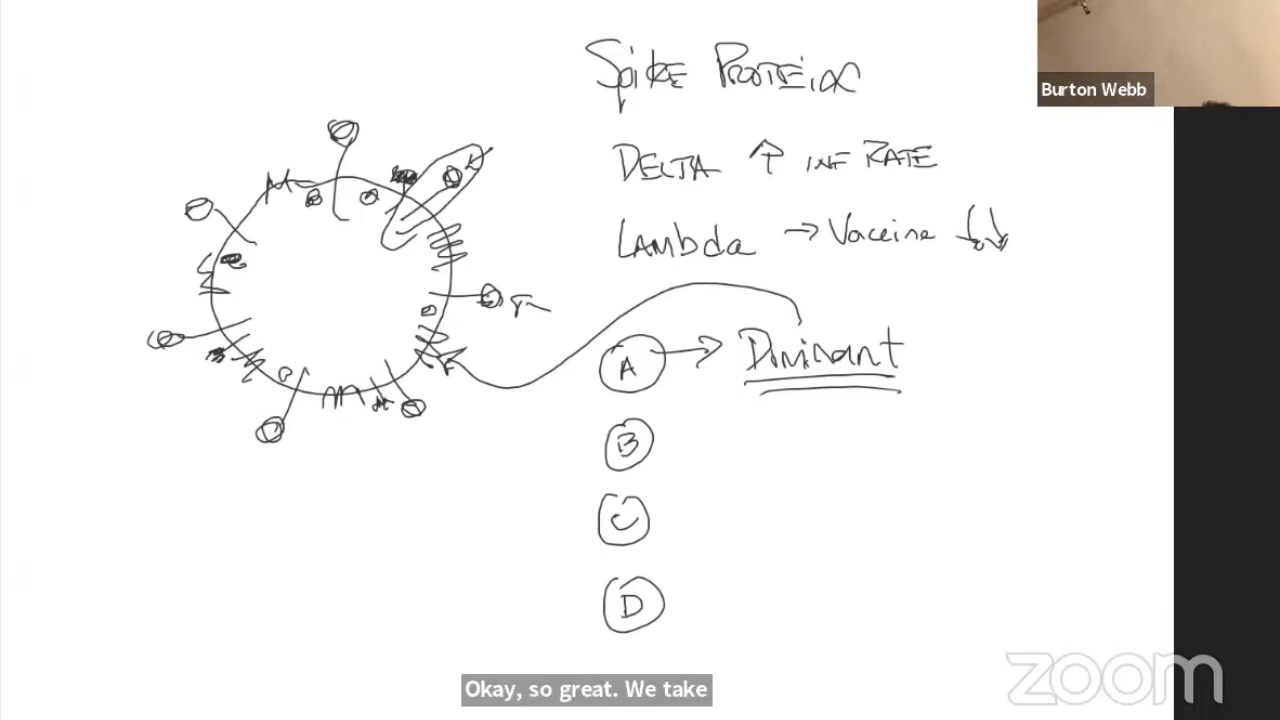 Spike Protein
Burton Webb
Delta ↑ inf rate
Lambda → Vaccine ↓↓
A → Dominant
B
C
D
Okay, so great. We take
zoom